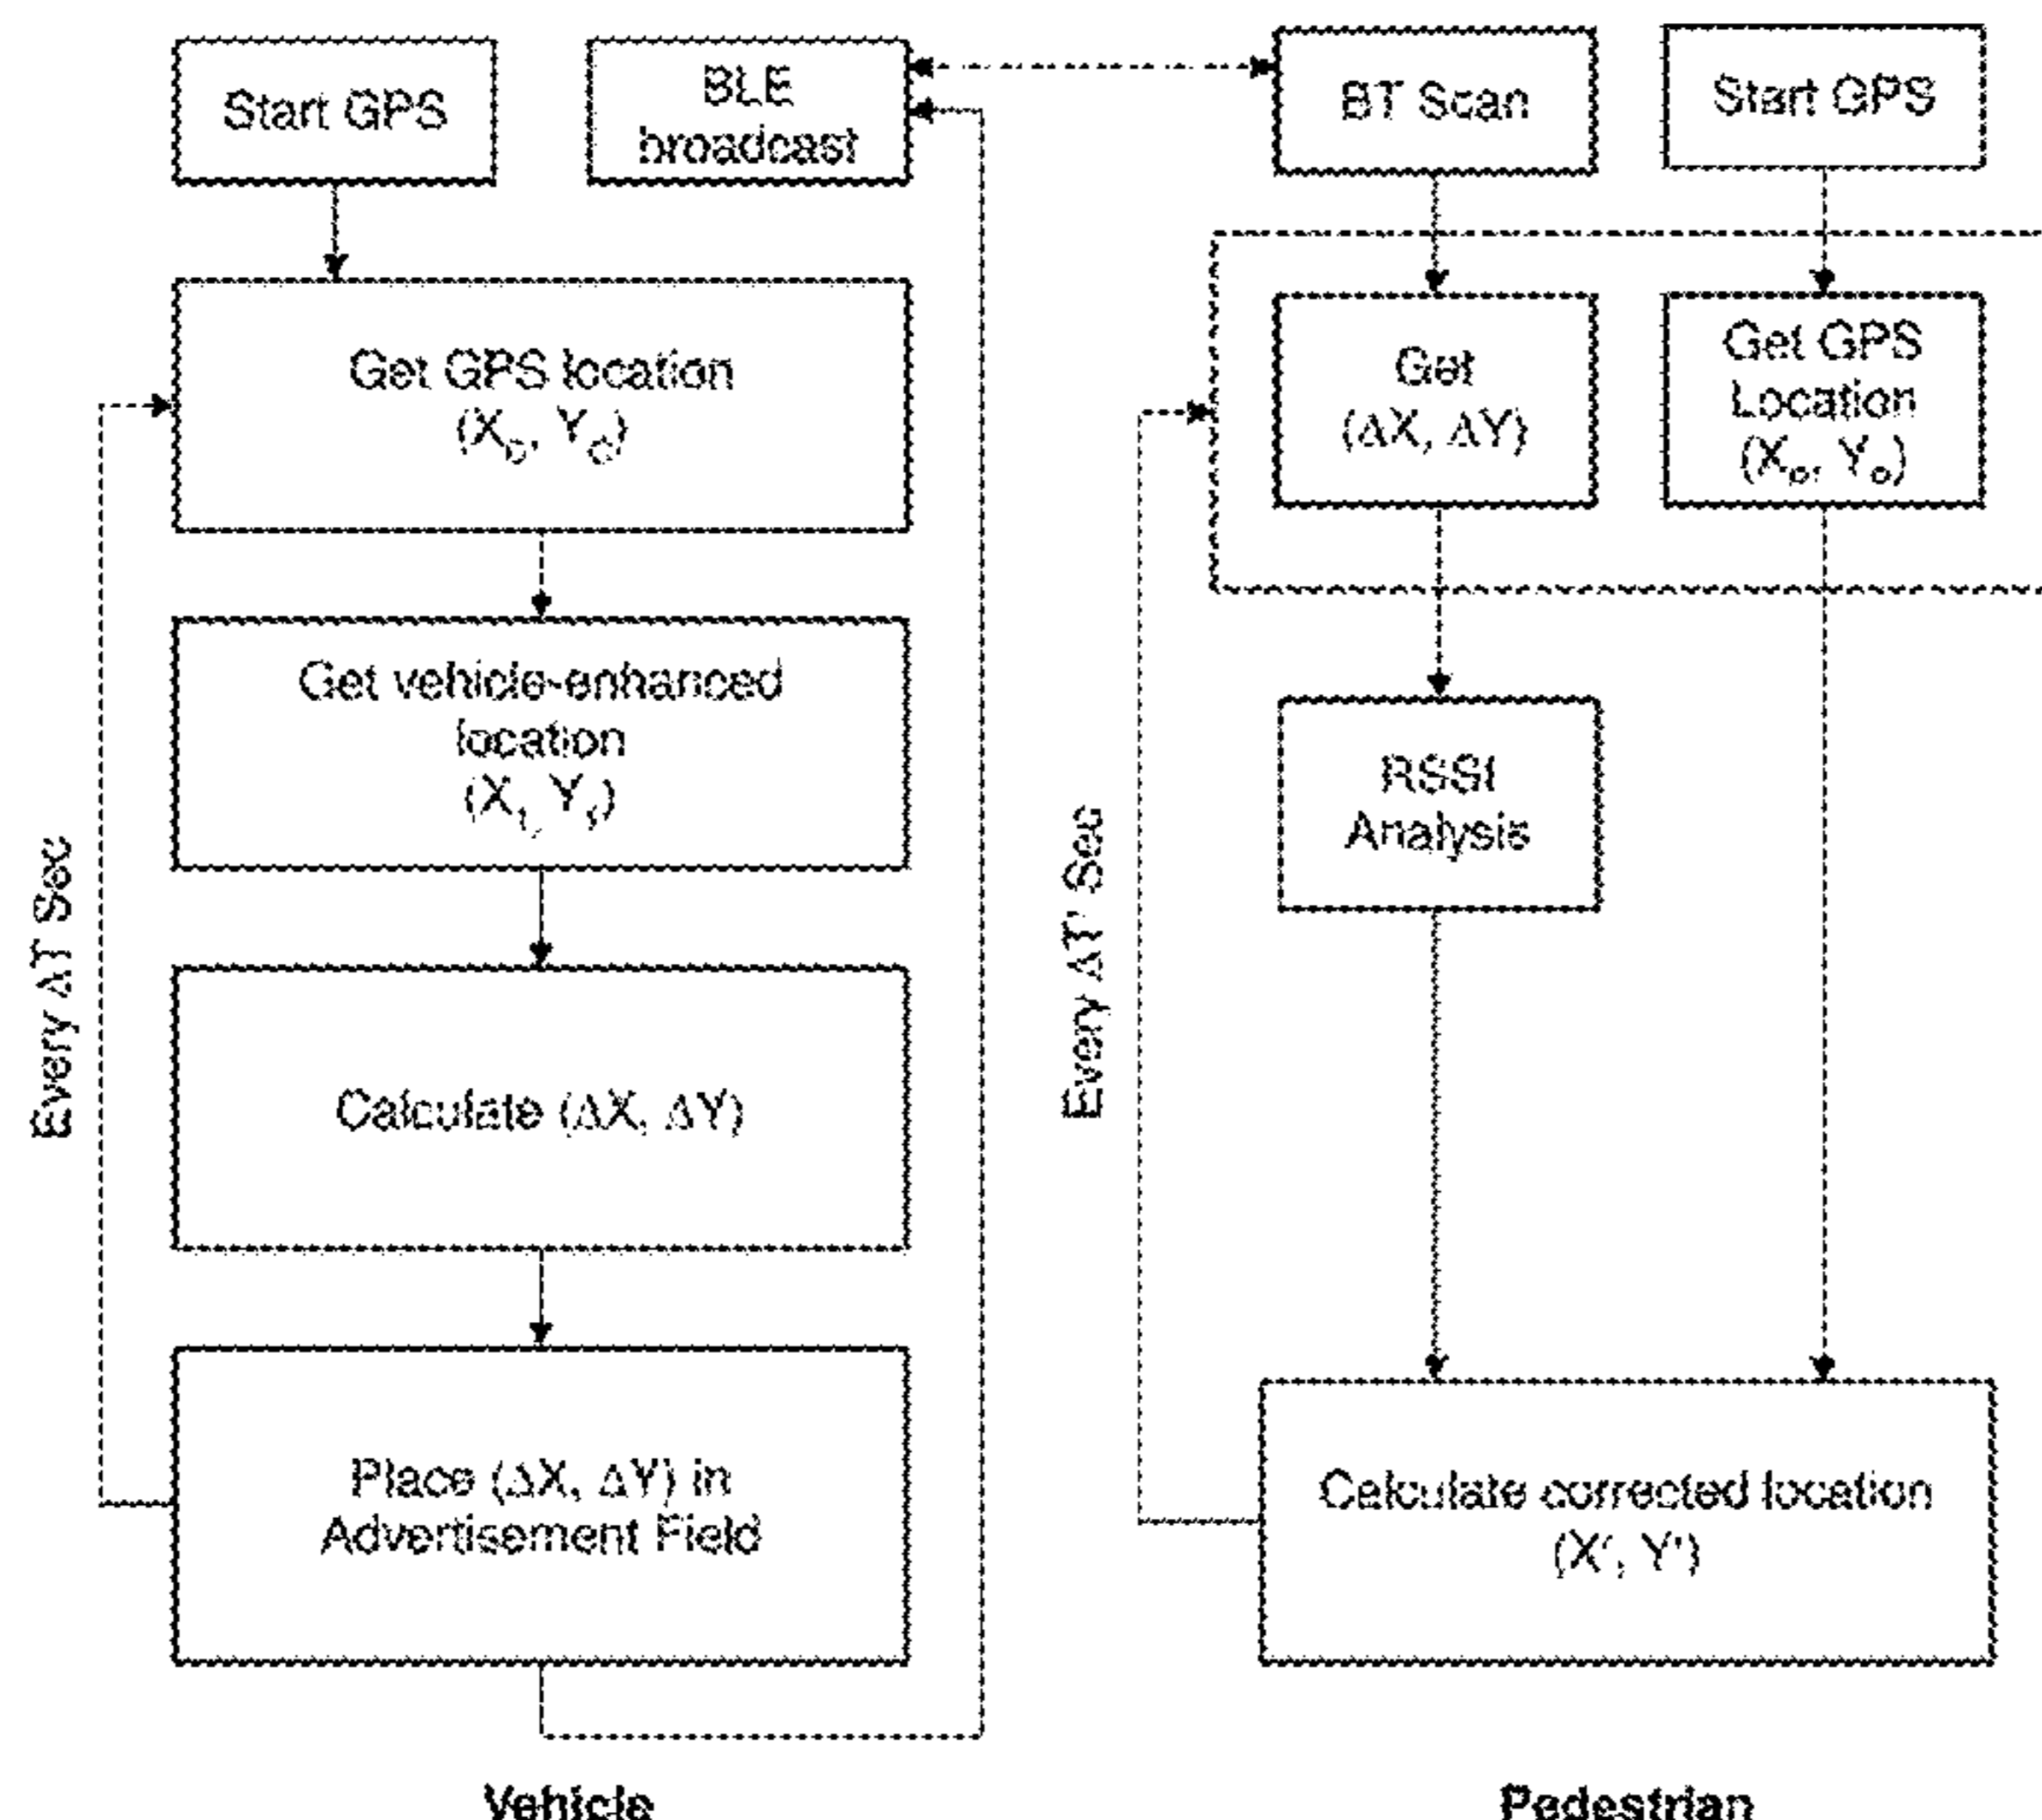 Start GPS
BLE
broadcast
Get GPS location
(X₀, Y₀)
Get vehicle-enhanced
location
(Xₜ, Yₜ)
Calculate (ΔX, ΔY)
Place (ΔX, ΔY) in
Advertisement Field
Every ΔT Sec
Vehicle
BT Scan
Start GPS
Get
(ΔX, ΔY)
Get GPS
Location
(X₀, Y₀)
RSSI
Analysis
Calculate corrected location
(X', Y')
Every ΔT' Sec
Pedestrian